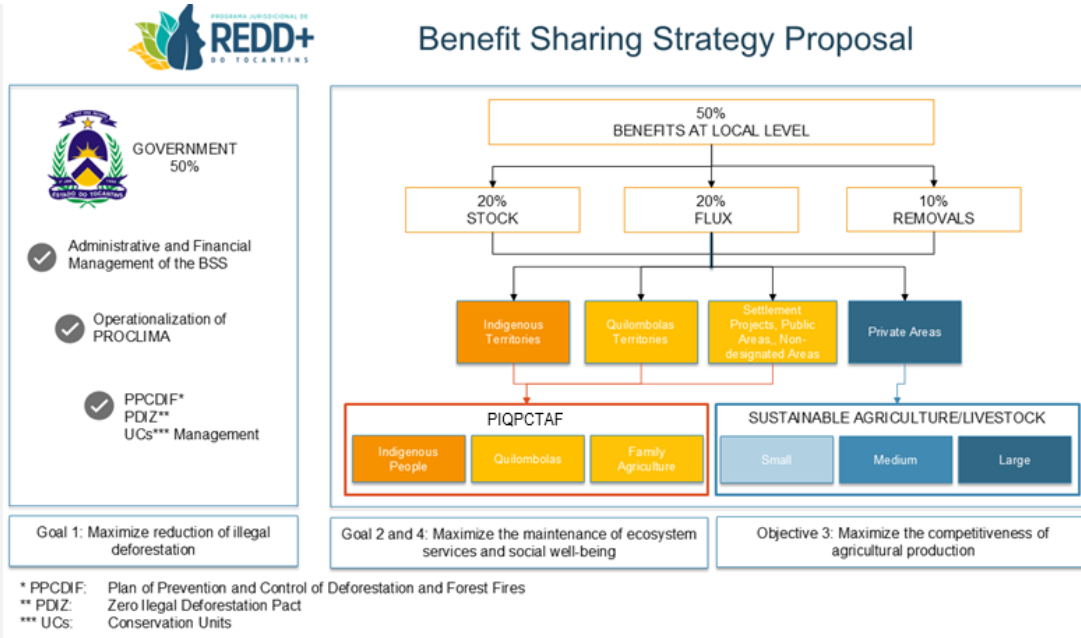 PROGRAMA JURISDICIONAL DE
REDD+
DO TOCANTINS
Benefit Sharing Strategy Proposal
GOVERNMENT
50%
ESTADO DO TOCANTINS
Administrative and Financial
Management of the BSS
Operationalization of
PROCLIMA
PPCDIF*
PDIZ**
UCs*** Management
50%
BENEFITS AT LOCAL LEVEL
20%
STOCK
20%
FLUX
10%
REMOVALS
Indigenous
Territories
Quilombolas
Territories
Settlement
Projects, Public
Areas,, Non-
designated Areas
Private Areas
PIQPCTAF
Indigenous
People
Quilombolas
Family
Agriculture
SUSTAINABLE AGRICULTURE/LIVESTOCK
Small
Medium
Large
Goal 1: Maximize reduction of illegal
deforestation
Goal 2 and 4: Maximize the maintenance of ecosystem
services and social well-being
Objective 3: Maximize the competitiveness of
agricultural production
* PPCDIF: Plan of Prevention and Control of Deforestation and Forest Fires
** PDIZ: Zero Ilegal Deforestation Pact
*** UCs: Conservation Units